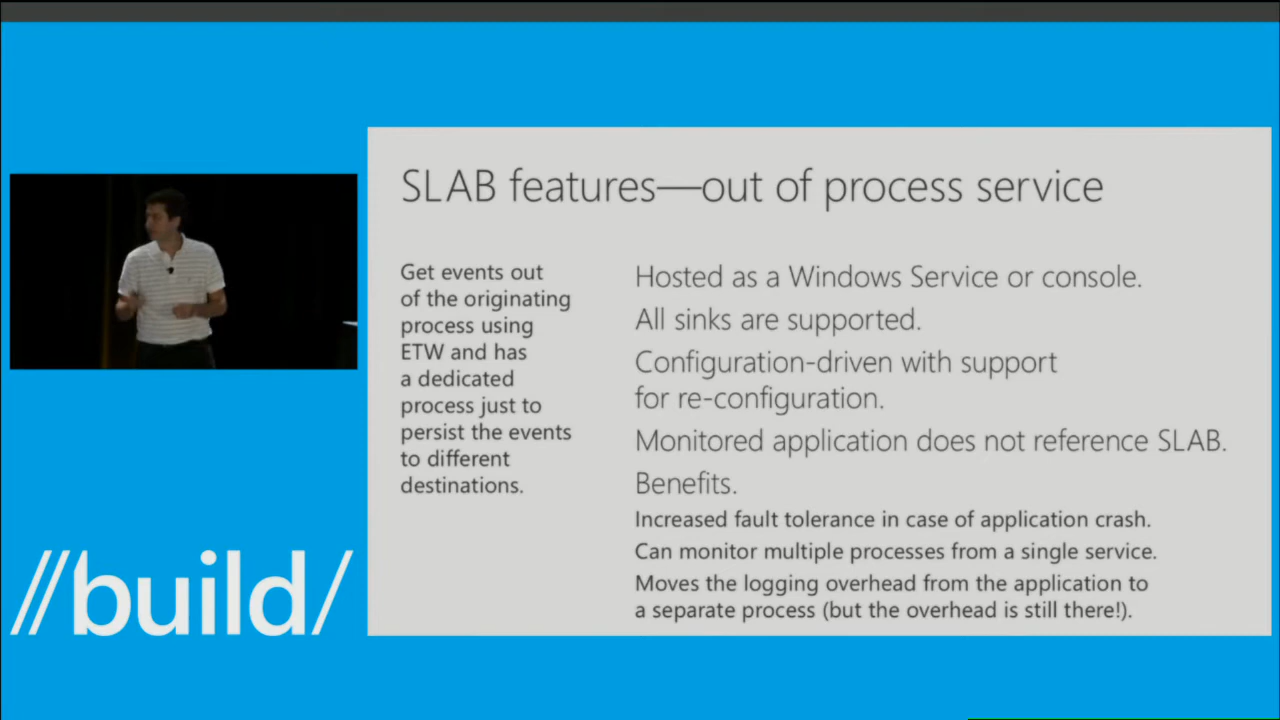 SLAB features—out of process service
Get events out
of the originating
process using
ETW and has
a dedicated
process just to
persist the events
to different
destinations.
Hosted as a Windows Service or console.
All sinks are supported.
Configuration-driven with support
for re-configuration.
Monitored application does not reference SLAB.
Benefits.
Increased fault tolerance in case of application crash.
Can monitor multiple processes from a single service.
Moves the logging overhead from the application to
a separate process (but the overhead is still there!).
//build/